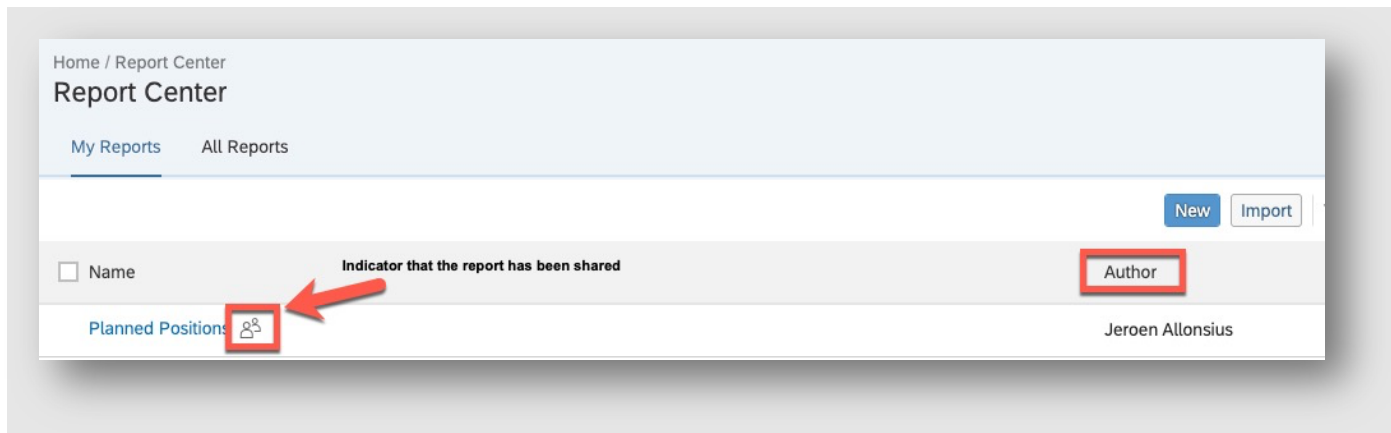 Home / Report Center
Report Center
My Reports All Reports
New Import
Name Indicator that the report has been shared Author
Planned Positions Jeroen Allonsius